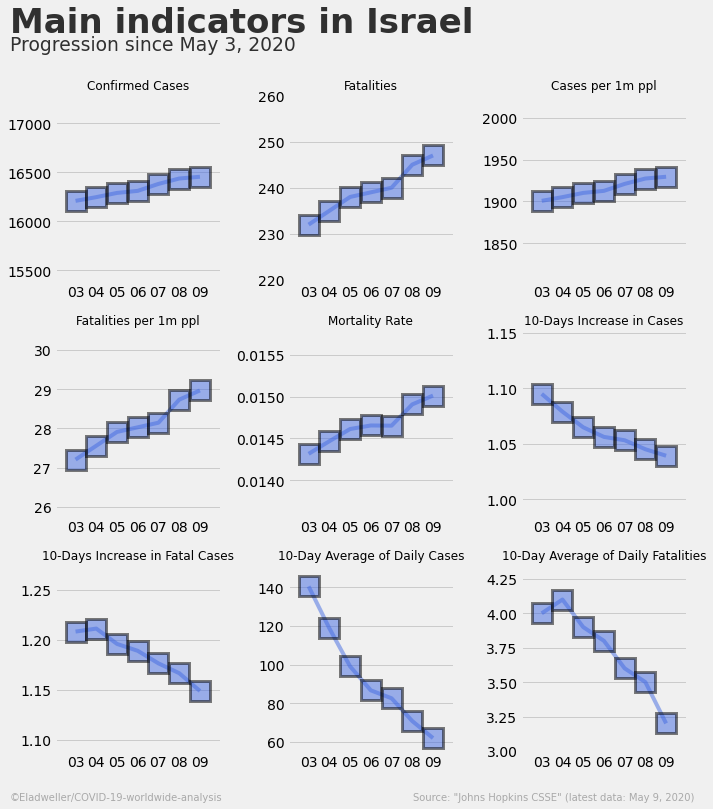 Main indicators in Israel
Progression since May 3, 2020
Confirmed Cases
17000
16500
16000
15500
03 04 05 06 07 08 09
Fatalities
260
250
240
230
220
03 04 05 06 07 08 09
Cases per 1m ppl
2000
1950
1900
1850
03 04 05 06 07 08 09
Fatalities per 1m ppl
30
29
28
27
26
03 04 05 06 07 08 09
Mortality Rate
0.0155
0.0150
0.0145
0.0140
03 04 05 06 07 08 09
10-Days Increase in Cases
1.15
1.10
1.05
1.00
03 04 05 06 07 08 09
10-Days Increase in Fatal Cases
1.25
1.20
1.15
1.10
03 04 05 06 07 08 09
10-Day Average of Daily Cases
140
120
100
80
60
03 04 05 06 07 08 09
10-Day Average of Daily Fatalities
4.25
4.00
3.75
3.50
3.25
3.00
03 04 05 06 07 08 09
©Eladweller/COVID-19-worldwide-analysis
Source: "Johns Hopkins CSSE" (latest data: May 9, 2020)